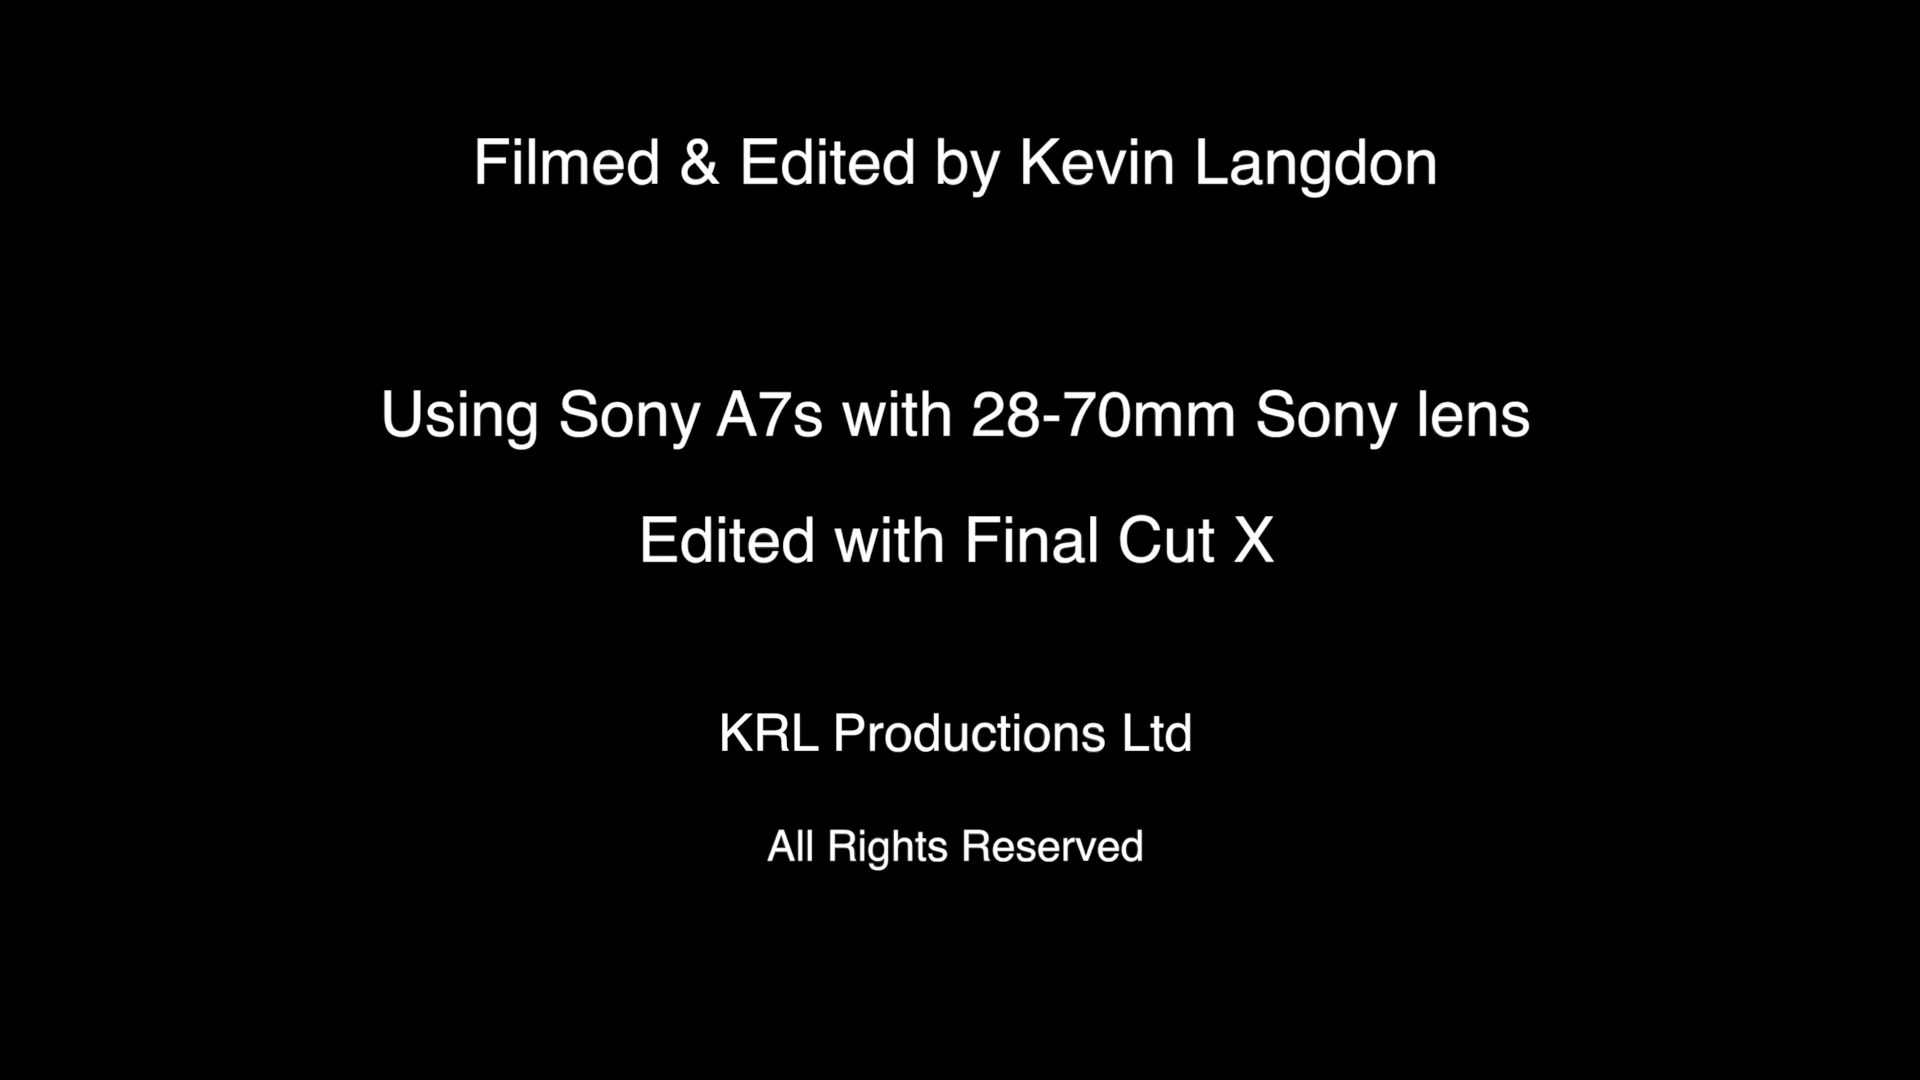 Filmed & Edited by Kevin Langdon
Using Sony A7s with 28-70mm Sony lens
Edited with Final Cut X
KRL Productions Ltd
All Rights Reserved